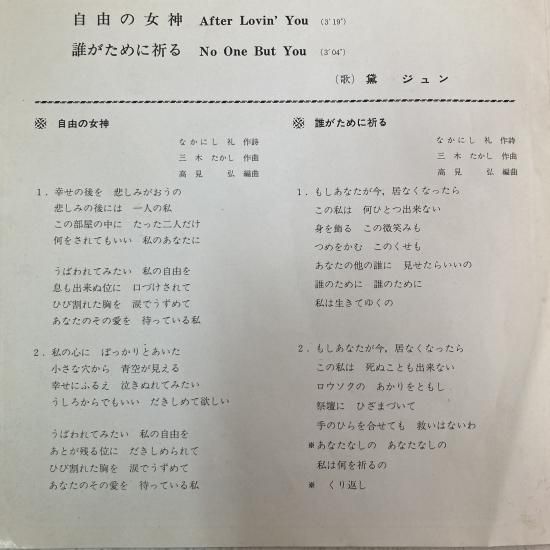 自由の女神 After Lovin' You (3′19″)
誰がために祈る No One But You (3′04″)
(歌) 黛 ジュン
※ 自由の女神
なかにし 礼 作詩
三木 たかし 作曲
高見 弘 編曲
1．幸せの後を 悲しみがおうの
悲しみの後には 一人の私
この部屋の中に たった二人だけ
何をされてもいい 私のあなたに
うばわれてみたい 私の自由を
息も出来ぬ位に 口づけされて
ひび割れた胸を 涙でうずめて
あなたのその愛を 待っている私
2．私の心に ぽっかりとあいた
小さな穴から 青空が見える
幸せにふるえ 泣きぬれてみたい
うしろからでもいい だきしめて欲しい
うばわれてみたい 私の自由を
あとが残る位に だきしめられて
ひび割れた胸を 涙でうずめて
あなたのその愛を 待っている私
※ 誰がために祈る
なかにし 礼 作詩
三木 たかし 作曲
高見 弘 編曲
1．もしあなたが今，居なくなったら
この私は 何ひとつ出来ない
身を飾る この微笑みも
つめをかむ このくせも
あなたの他の誰に 見せたらいいの
誰のために 誰のために
私は生きてゆくの
2．もしあなたが今，居なくなったら
この私は 死ぬことも出来ない
ロウソクの あかりをともし
祭壇に ひざまづいて
手のひらを合せても 救いはないわ
※あなたなしの あなたなしの
私は何を祈るの
※ くり返し